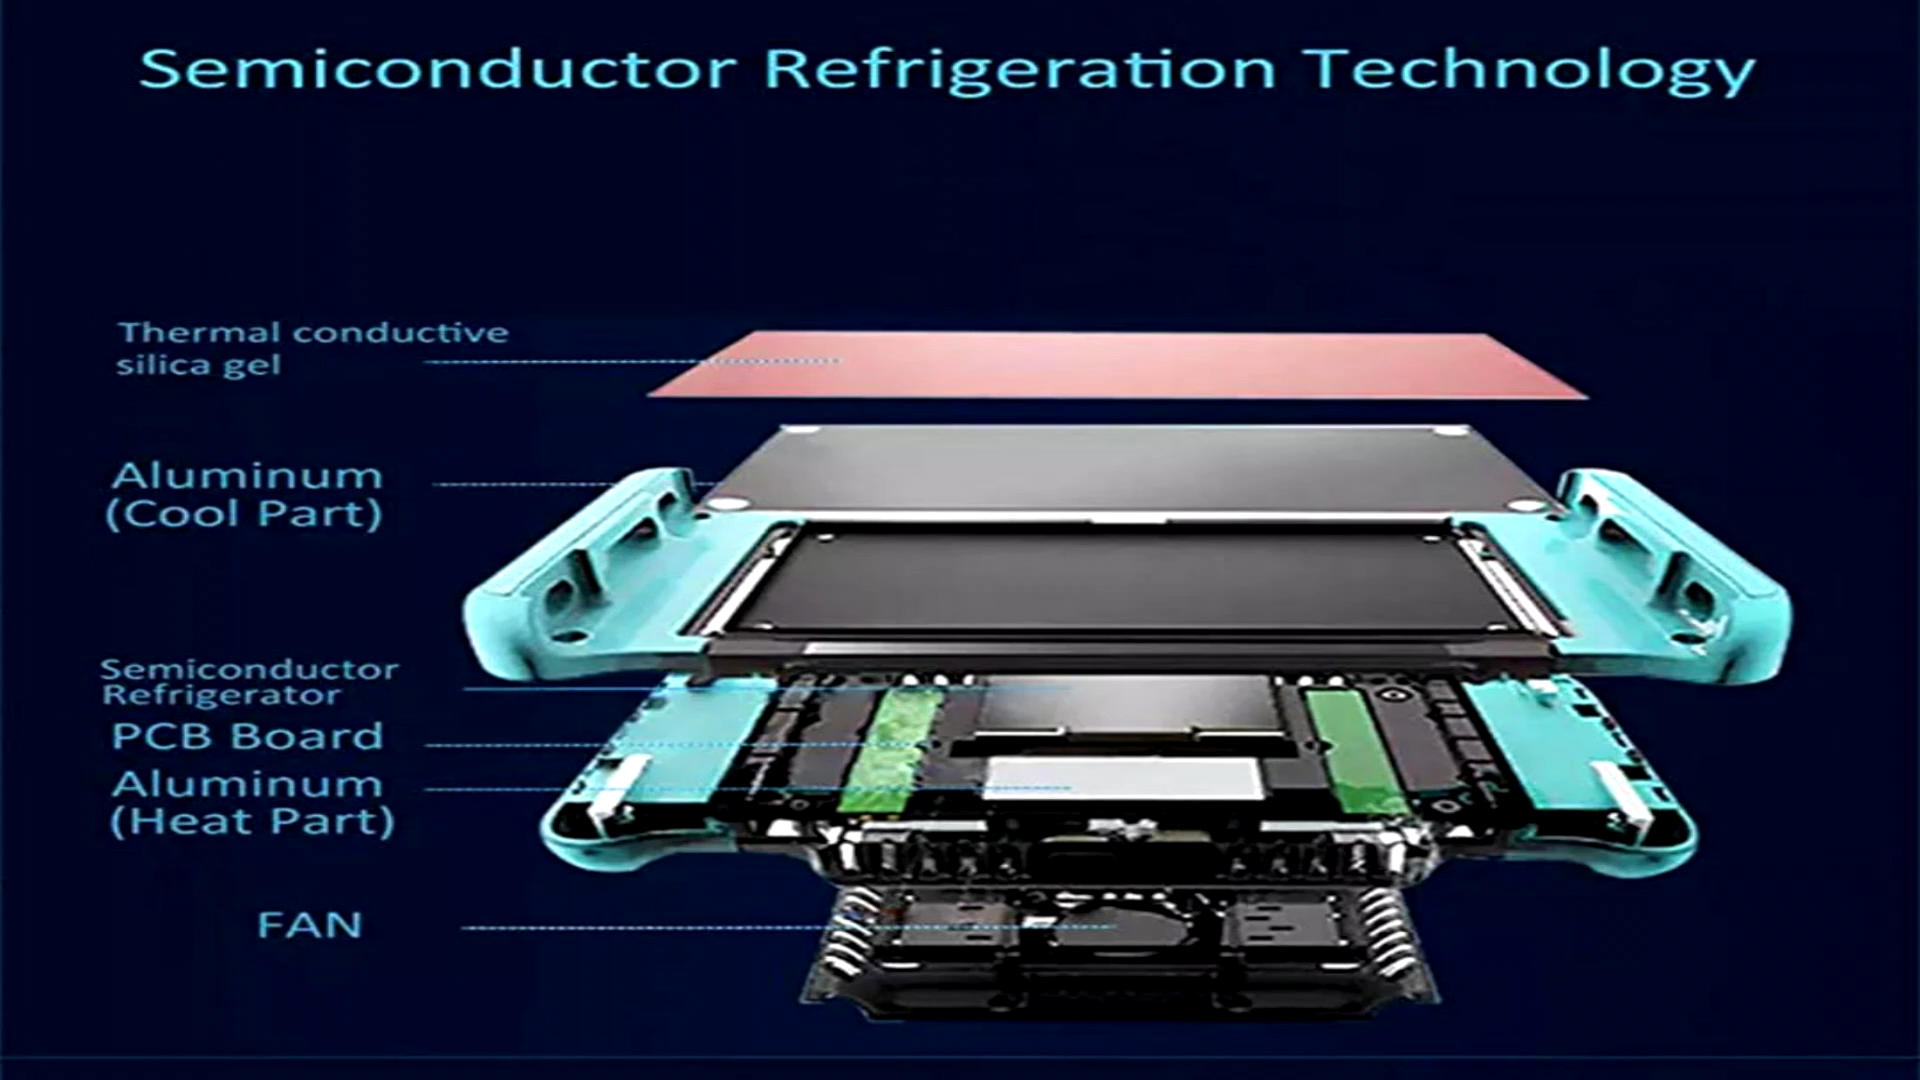 Semiconductor Refrigeration Technology
Thermal conductive
silica gel
Aluminum
(Cool Part)
Semiconductor
Refrigerator
PCB Board
Aluminum
(Heat Part)
FAN